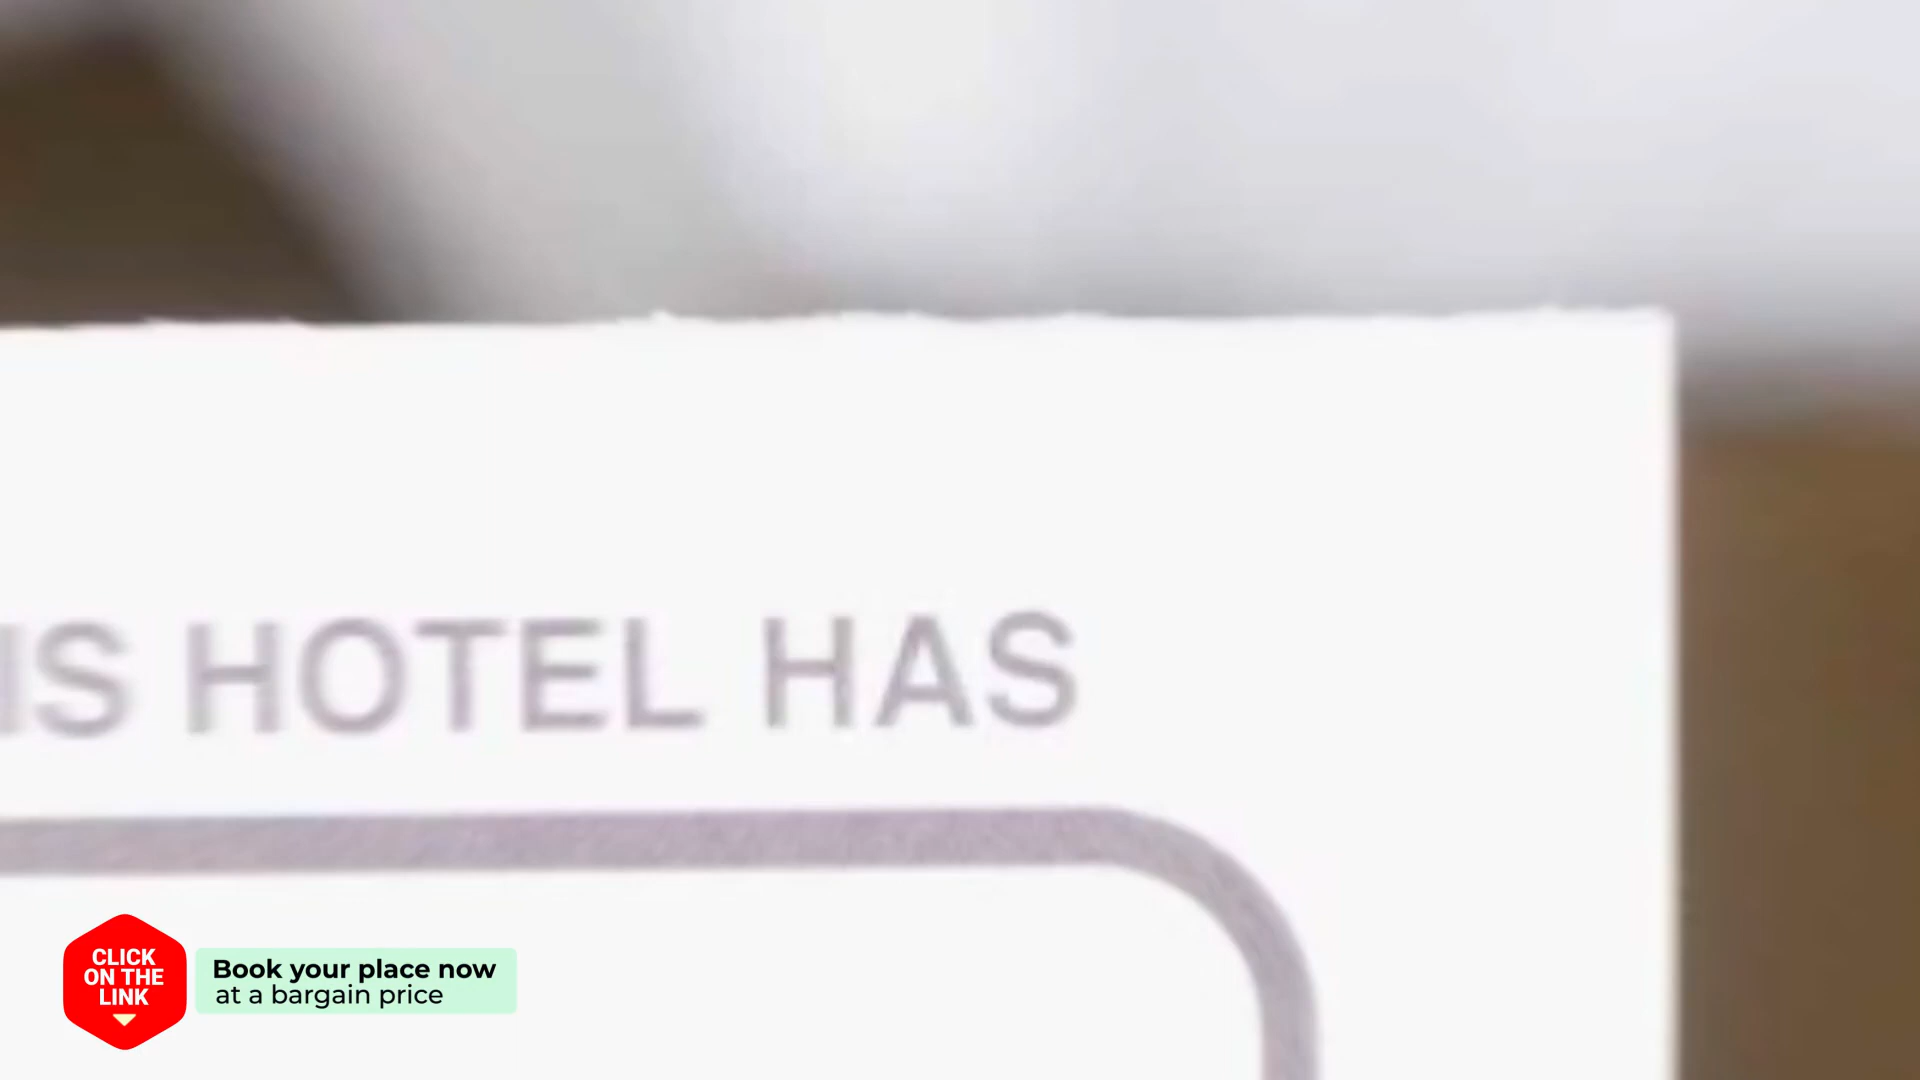 IS HOTEL HAS
CLICK
ON THE
LINK
Book your place now
at a bargain price